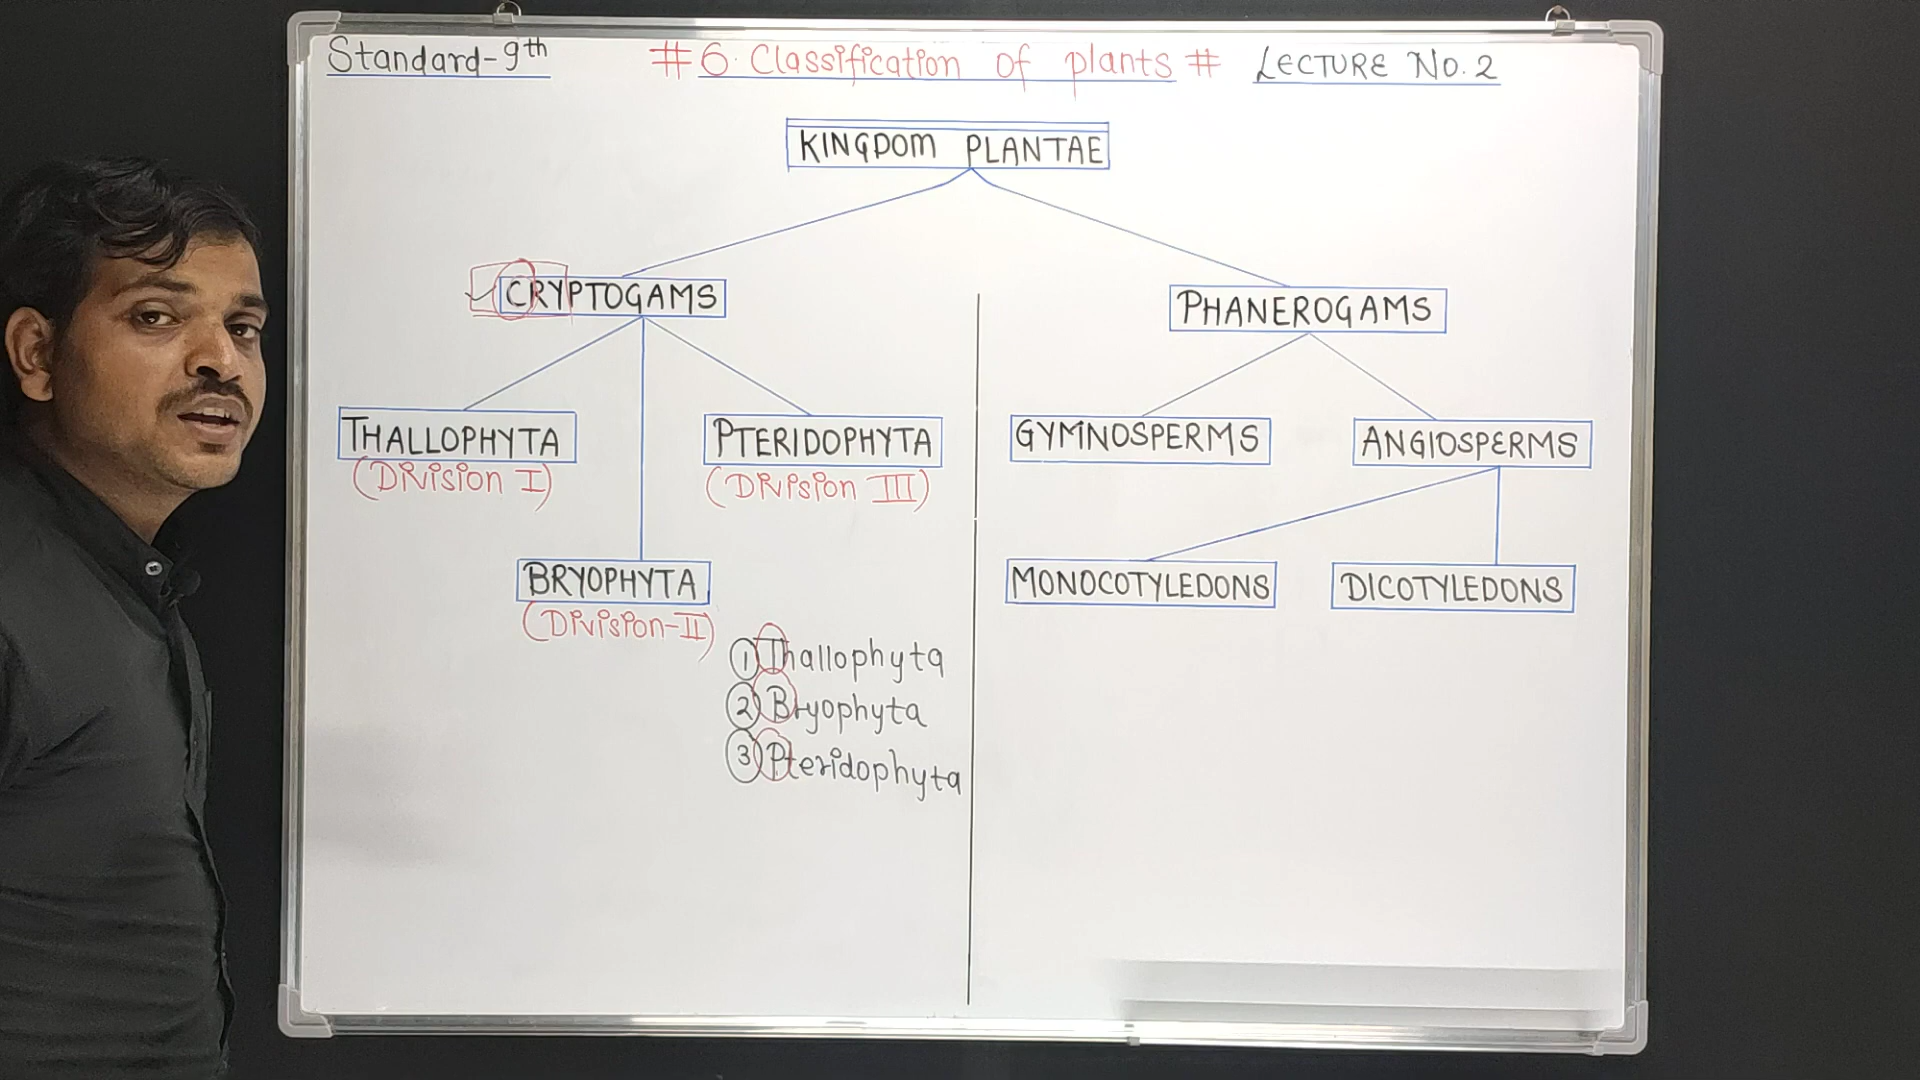 Standard-9th
#6. Classification of plants #
LECTURE No. 2
KINGDOM PLANTAE
CRYPTOGAMS
PHANEROGAMS
THALLOPHYTA
(Division I)
PTERIDOPHYTA
(Division III)
GYMNOSPERMS
ANGIOSPERMS
BRYOPHYTA
(Division-II)
MONOCOTYLEDONS
DICOTYLEDONS
1 Thallophyta
2 Bryophyta
3 Pteridophyta